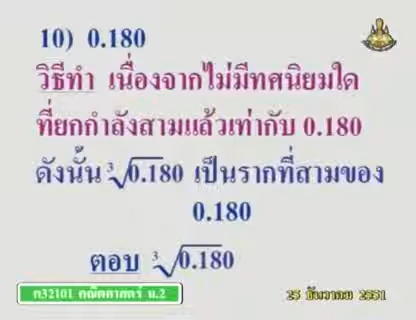 10) 0.180
วิธีทำ เนื่องจากไม่มีทศนิยมใด
ที่ยกกำลังสามแล้วเท่ากับ 0.180
ดังนั้น ³√0.180 เป็นรากที่สามของ
0.180
ตอบ ³√0.180
ค32101 คณิตศาสตร์ ม.2
25 ธันวาคม 2551